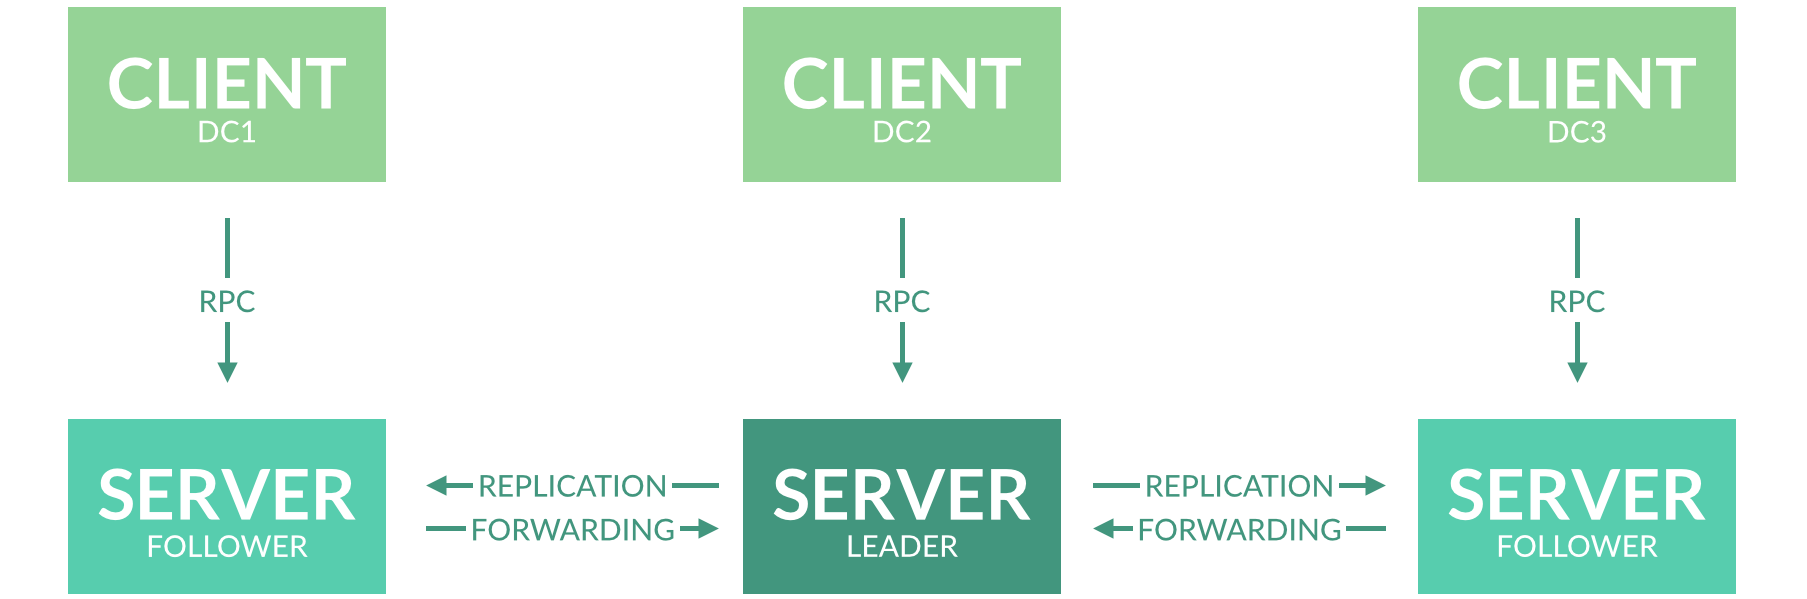 CLIENT
DC1
CLIENT
DC2
CLIENT
DC3
RPC
RPC
RPC
SERVER
FOLLOWER
REPLICATION
FORWARDING
SERVER
LEADER
REPLICATION
FORWARDING
SERVER
FOLLOWER